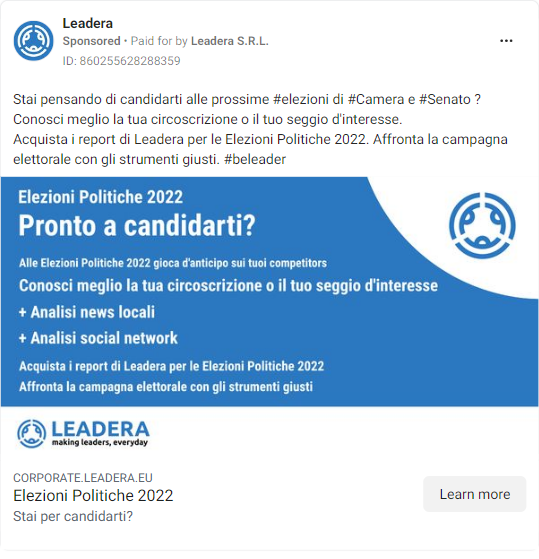 Leadera
Sponsored • Paid for by Leadera S.R.L.
ID: 860255628288359
Stai pensando di candidarti alle prossime #elezioni di #Camera e #Senato ?
Conosci meglio la tua circoscrizione o il tuo seggio d'interesse.
Acquista i report di Leadera per le Elezioni Politiche 2022. Affronta la campagna
elettorale con gli strumenti giusti. #beleader
Elezioni Politiche 2022
Pronto a candidarti?
Alle Elezioni Politiche 2022 gioca d'anticipo sui tuoi competitors
Conosci meglio la tua circoscrizione o il tuo seggio d'interesse
+ Analisi news locali
+ Analisi social network
Acquista i report di Leadera per le Elezioni Politiche 2022
Affronta la campagna elettorale con gli strumenti giusti
LEADERA
making leaders, everyday
CORPORATE.LEADERA.EU
Elezioni Politiche 2022
Stai per candidarti?
Learn more